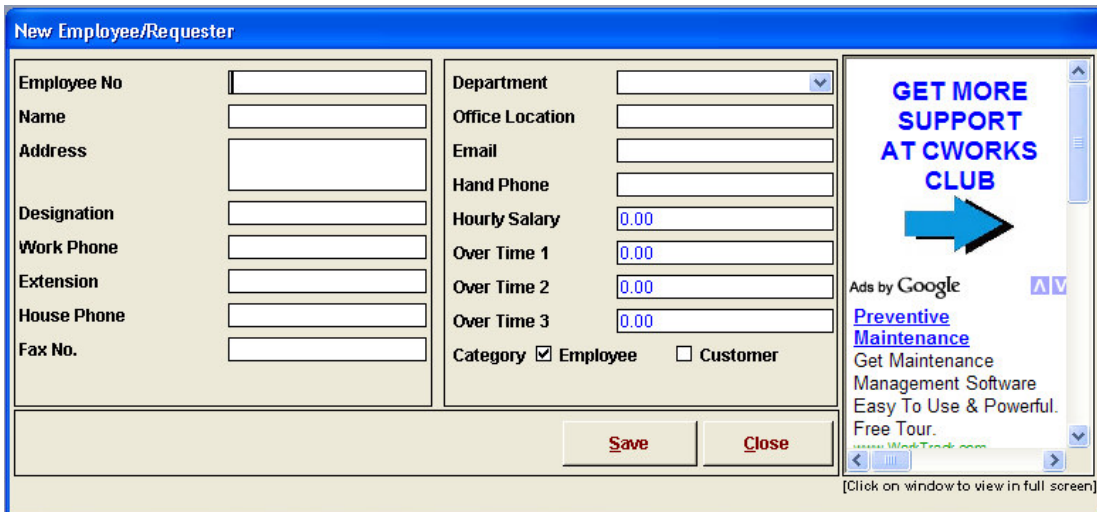 New Employee/Requester
Employee No
Name
Address
Designation
Work Phone
Extension
House Phone
Fax No.
Department
Office Location
Email
Hand Phone
Hourly Salary 0.00
Over Time 1 0.00
Over Time 2 0.00
Over Time 3 0.00
Category Employee Customer
Save Close
GET MORE
SUPPORT
AT CWORKS
CLUB
Ads by Google
Preventive
Maintenance
Get Maintenance
Management Software
Easy To Use & Powerful.
Free Tour.
[Click on window to view in full screen]